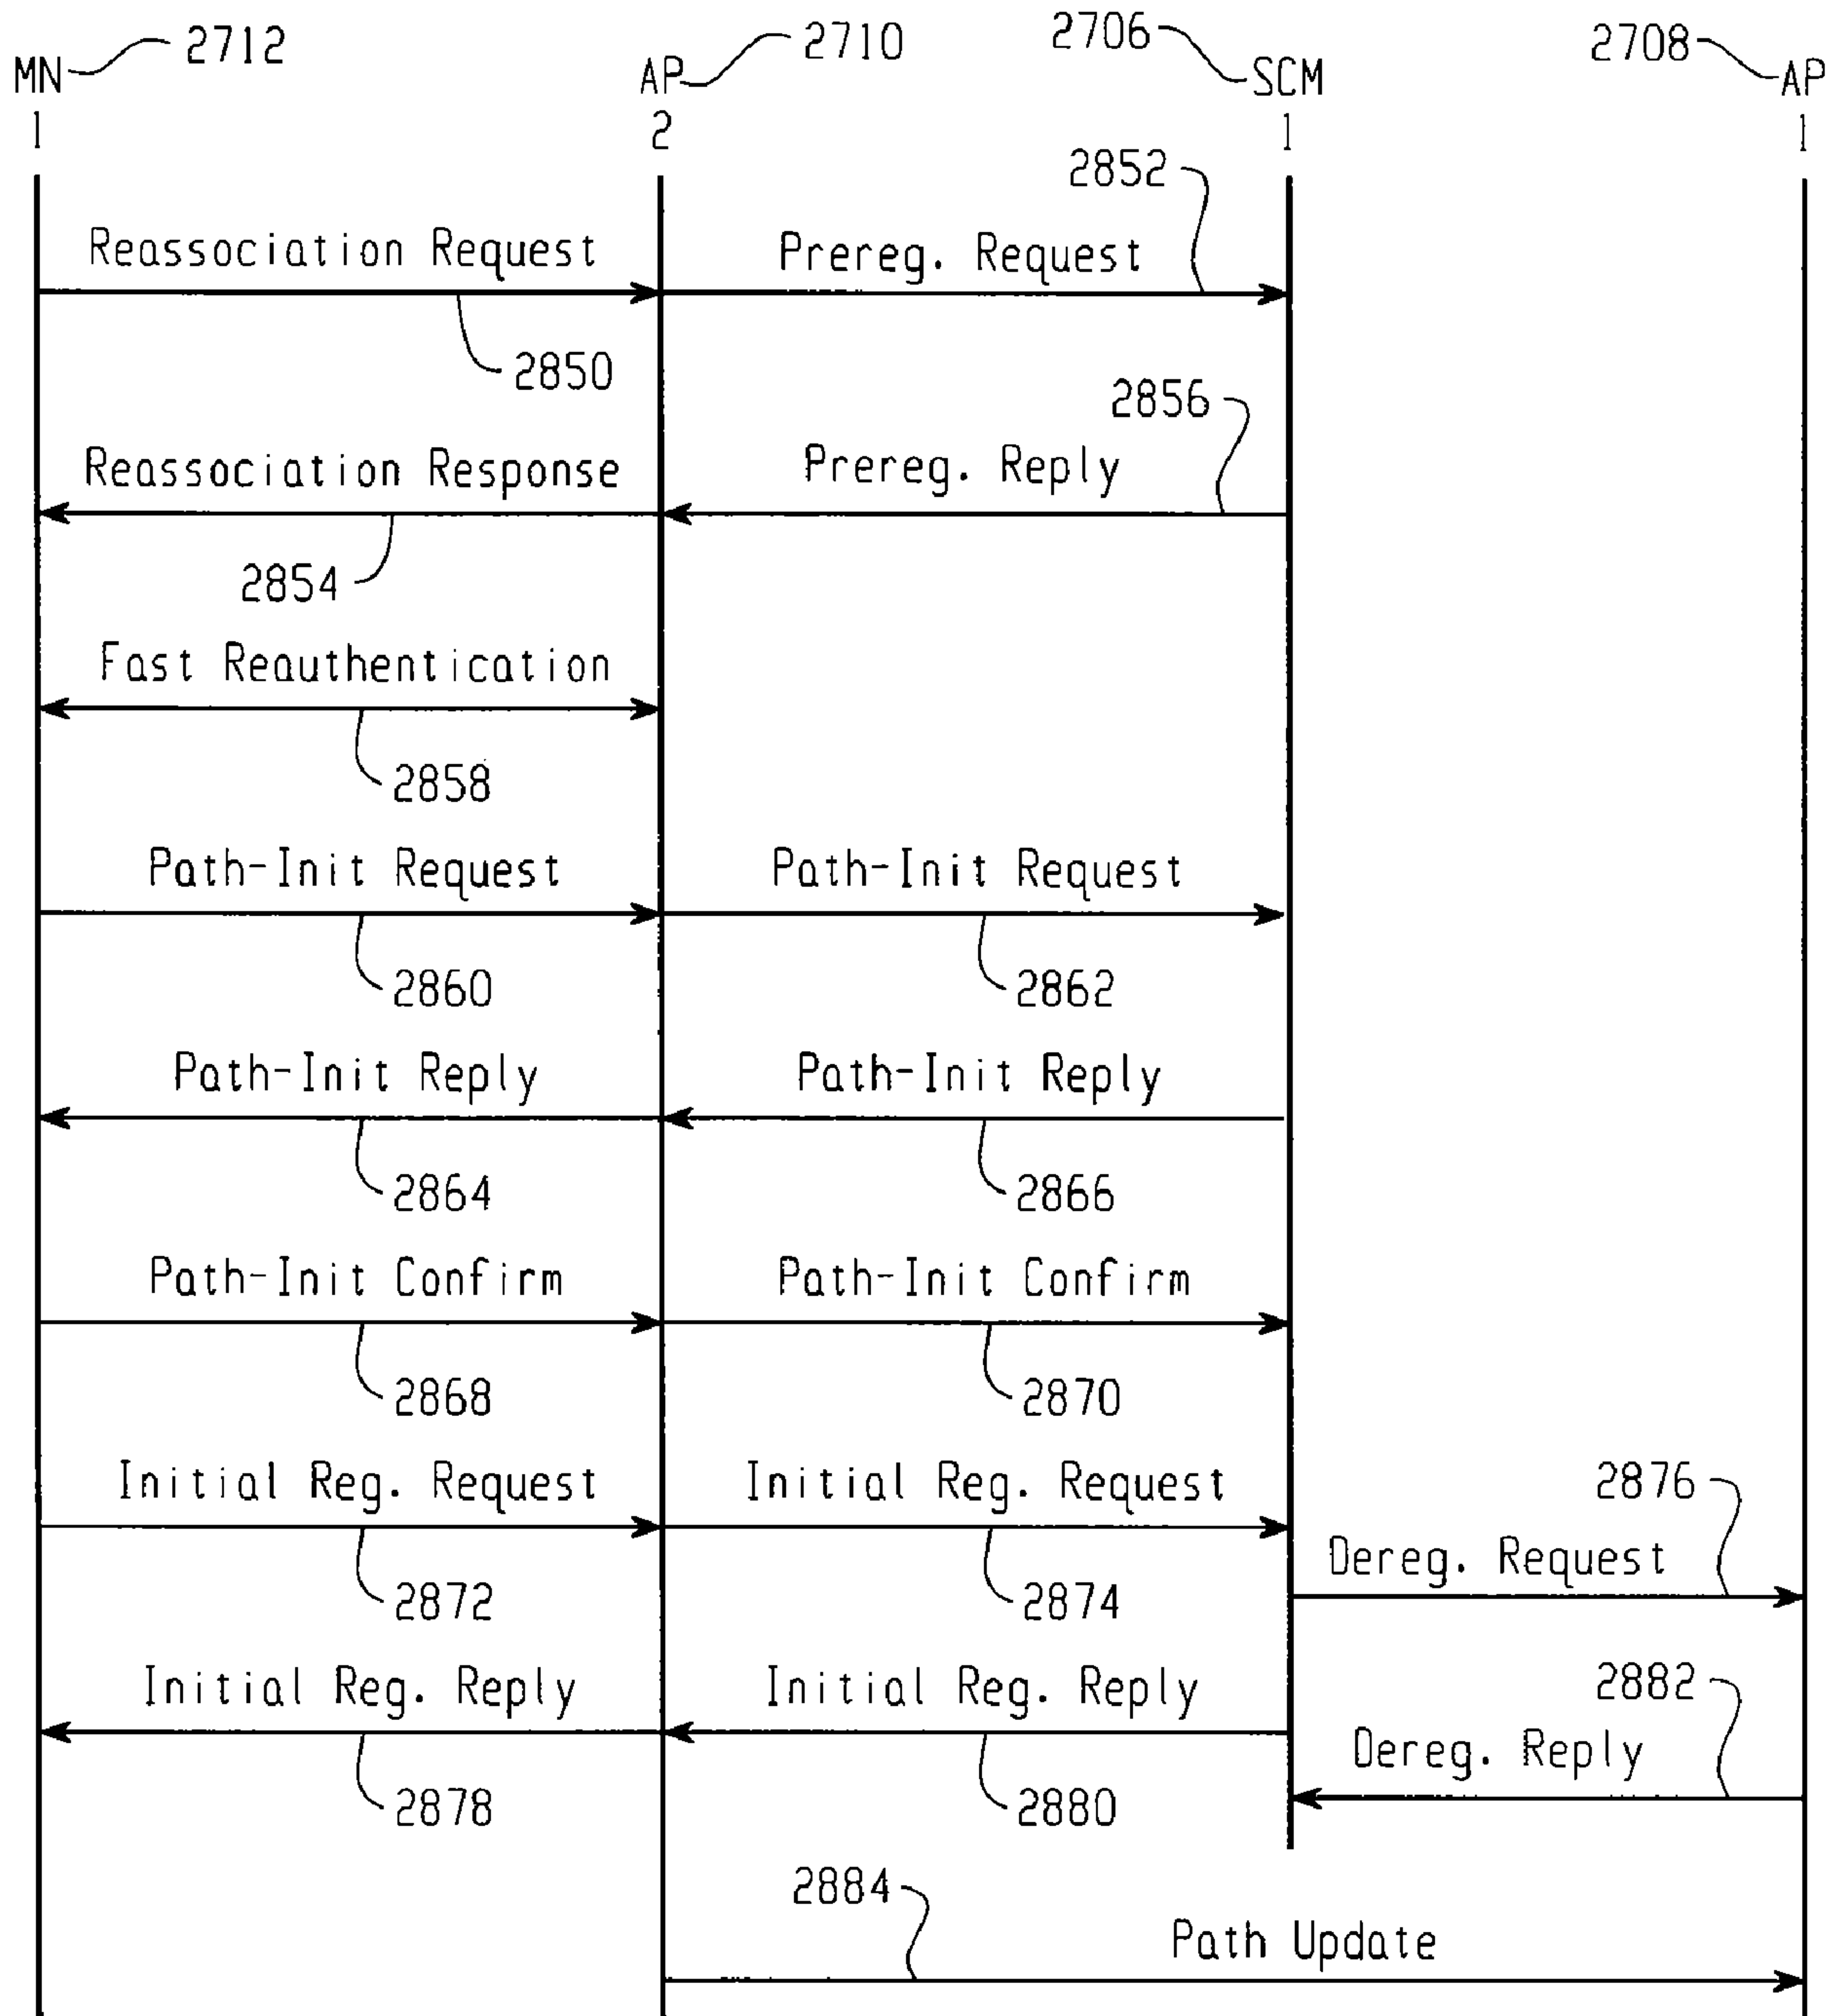 2712 2710 2706 2708
MN AP SCM AP
1 2 1 1
2852
Reassociation Request Prereg. Request
2850
2856
Reassociation Response Prereg. Reply
2854
Fast Reauthentication
2858
Path-Init Request Path-Init Request
2860 2862
Path-Init Reply Path-Init Reply
2864 2866
Path-Init Confirm Path-Init Confirm
2868 2870
Initial Reg. Request Initial Reg. Request 2876
Dereg. Request
2872 2874
Initial Reg. Reply Initial Reg. Reply 2882
Dereg. Reply
2878 2880
2884
Path Update